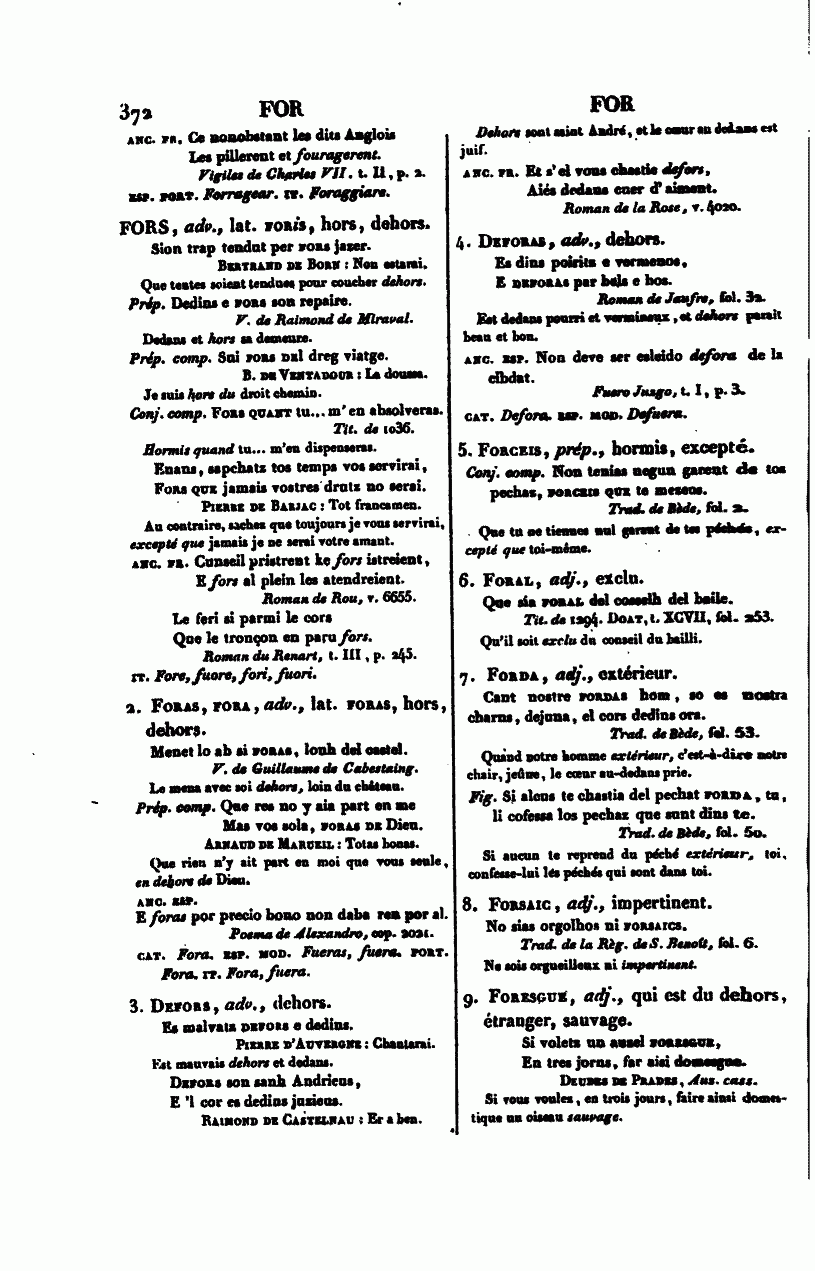 372 FOR
ANC. FR. Ce nonobstant les dits Anglois
Les pillerent et fouragerent.
Vigiles de Charles VII. t. II, p. 2.
ESP. PORT. Forragear. IT. Foraggiare.
FORS, adv., lat. FORIS, hors, dehors.
Sion trap tendut per FORS jazer.
BERTRAND DE BORN : Non estarai.
Que tentes soient tendues pour coucher dehors.
Prép. Dedins e FORS son repaire.
V. de Raimond de Miraval.
Dedans et hors sa demeure.
Prép. comp. Sui FORS DEL dreg viatge.
B. DE VENTADOUR : La doussa.
Je suis hors du droit chemin.
Conj. comp. FORS QUANT tu... m'en absolveras.
Tit. de 1036.
Hormis quand tu... m'en dispenseras.
Enans, sapchatz tos temps vos servirai,
FORS QUE jamais vostres drutz no serai.
PIERRE DE BARJAC : Tot francamen.
Au contraire, sachez que toujours je vous servirai,
excepté que jamais je ne serai votre amant.
ANC. FR. Cunseil pristrent ke fors istreient,
E fors al plein les atendreient.
Roman de Rou, v. 6655.
Le feri si parmi le cors
Que le tronçon en paru fors.
Roman du Renart, t. III, p. 245.
IT. Fore, fuore, fori, fuori.
2. FORAS, FORA, adv., lat. FORAS, hors,
dehors.
Menet lo ab si FORAS, lonh del castel.
V. de Guillaume de Cabestaing.
Le mena avec soi dehors, loin du château.
Prép. comp. Que res no y aia part en me
Mas vos sola, FORAS DE Dieu.
ARNAUD DE MARUEIL : Totas bonas.
Que rien n'y ait part en moi que vous seule,
en dehors de Dieu.
ANC. ESP.
E foras por precio bono non daba ren por al.
Poema de Alexandro, cop. 2021.
CAT. Fora. ESP. MOD. Fueras, fuera. PORT.
Fora. IT. Fora, fuera.
3. DEFORS, adv., dehors.
Es malvatz DEFORS e dedins.
PIERRE D'AUVERGNE : Chantarai.
Est mauvais dehors et dedans.
DEFORS son sanh Andrieus,
E 'l cor es dedins juzieus.
RAIMOND DE CASTELNAU : Er a ben.
FOR
Dehors sont saint André, et le cœur au dedans est
juif.
ANC. FR. Et s'el vous chastie defors,
Aiés dedans cuer d'aiment.
Roman de la Rose, v. 4020.
4. DEFORAS, adv., dehors.
Es dins poirits e vermenos,
E DEFORAS par bels e bos.
Roman de Jaufre, fol. 32.
Est dedans pourri et vermineux, et dehors paraît
beau et bon.
ANC. ESP. Non deve ser esleido defora de la
cibdat.
Fuero Jusgo, t. I, p. 3.
CAT. Defora. ESP. MOD. Defuera.
5. FORCEIS, prép., hormis, excepté.
Conj. comp. Non tenias negun garent de tos
pechas, FORCEIS QUE te meseus.
Trad. de Bède, fol. 2.
Que tu ne tiennes nul garant de tes péchés, ex-
cepté que toi-même.
6. FORAL, adj., exclu.
Que sia FORAL del cosselh del baile.
Tit. de 1294. DOAT, t. XCVII, fol. 253.
Qu'il soit exclu du conseil du bailli.
7. FORDA, adj., extérieur.
Cant nostre FORDAS hom, so es nostra
charns, dejuna, el cors dedins ora.
Trad. de Bède, fol. 53.
Quand notre homme extérieur, c'est-à-dire notre
chair, jeûne, le cœur au-dedans prie.
Fig. Si alcus te chastia del pechat FORDA, tu,
li cofessa los pechaz que sunt dins te.
Trad. de Bède, fol. 50.
Si aucun te reprend du péché extérieur, toi,
confesse-lui les péchés qui sont dans toi.
8. FORSAIC, adj., impertinent.
No sias orgolhos ni FORSAICS.
Trad. de la Règ. de S. Benoît, fol. 6.
Ne sois orgueilleux ni impertinent.
9. FORESGUE, adj., qui est du dehors,
étranger, sauvage.
Si volets un ausel FORESGUE,
En tres jorns, far aisi domesgue.
DEUDES DE PRADES, Aus. cass.
Si vous voulez, en trois jours, faire ainsi domes-
tique un oiseau sauvage.